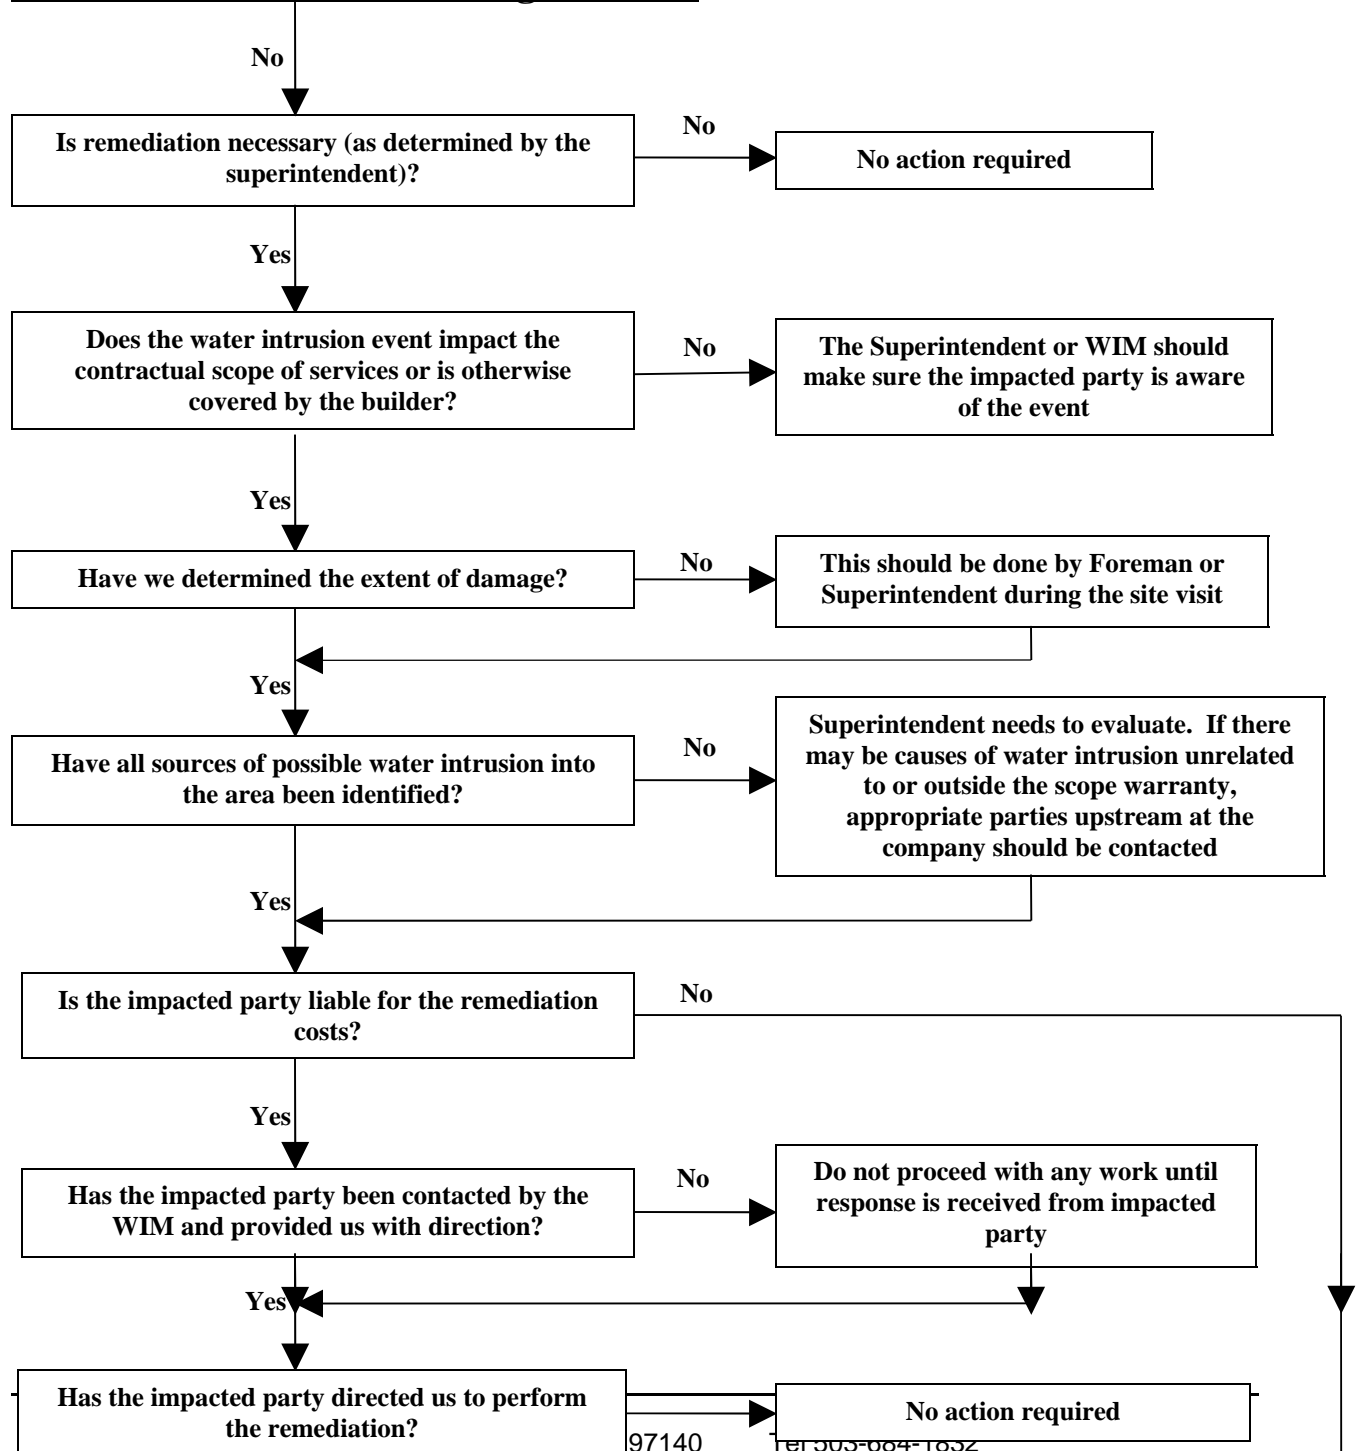 No
Is remediation necessary (as determined by the
superintendent)?
No
No action required
Yes
Does the water intrusion event impact the
contractual scope of services or is otherwise
covered by the builder?
No
The Superintendent or WIM should
make sure the impacted party is aware
of the event
Yes
Have we determined the extent of damage?
No
This should be done by Foreman or
Superintendent during the site visit
Yes
Have all sources of possible water intrusion into
the area been identified?
No
Superintendent needs to evaluate.  If there
may be causes of water intrusion unrelated
to or outside the scope warranty,
appropriate parties upstream at the
company should be contacted
Yes
Is the impacted party liable for the remediation
costs?
No
Yes
Has the impacted party been contacted by the
WIM and provided us with direction?
No
Do not proceed with any work until
response is received from impacted
party
Yes
Has the impacted party directed us to perform
the remediation?
No action required
97140 Tel 503-684-1832